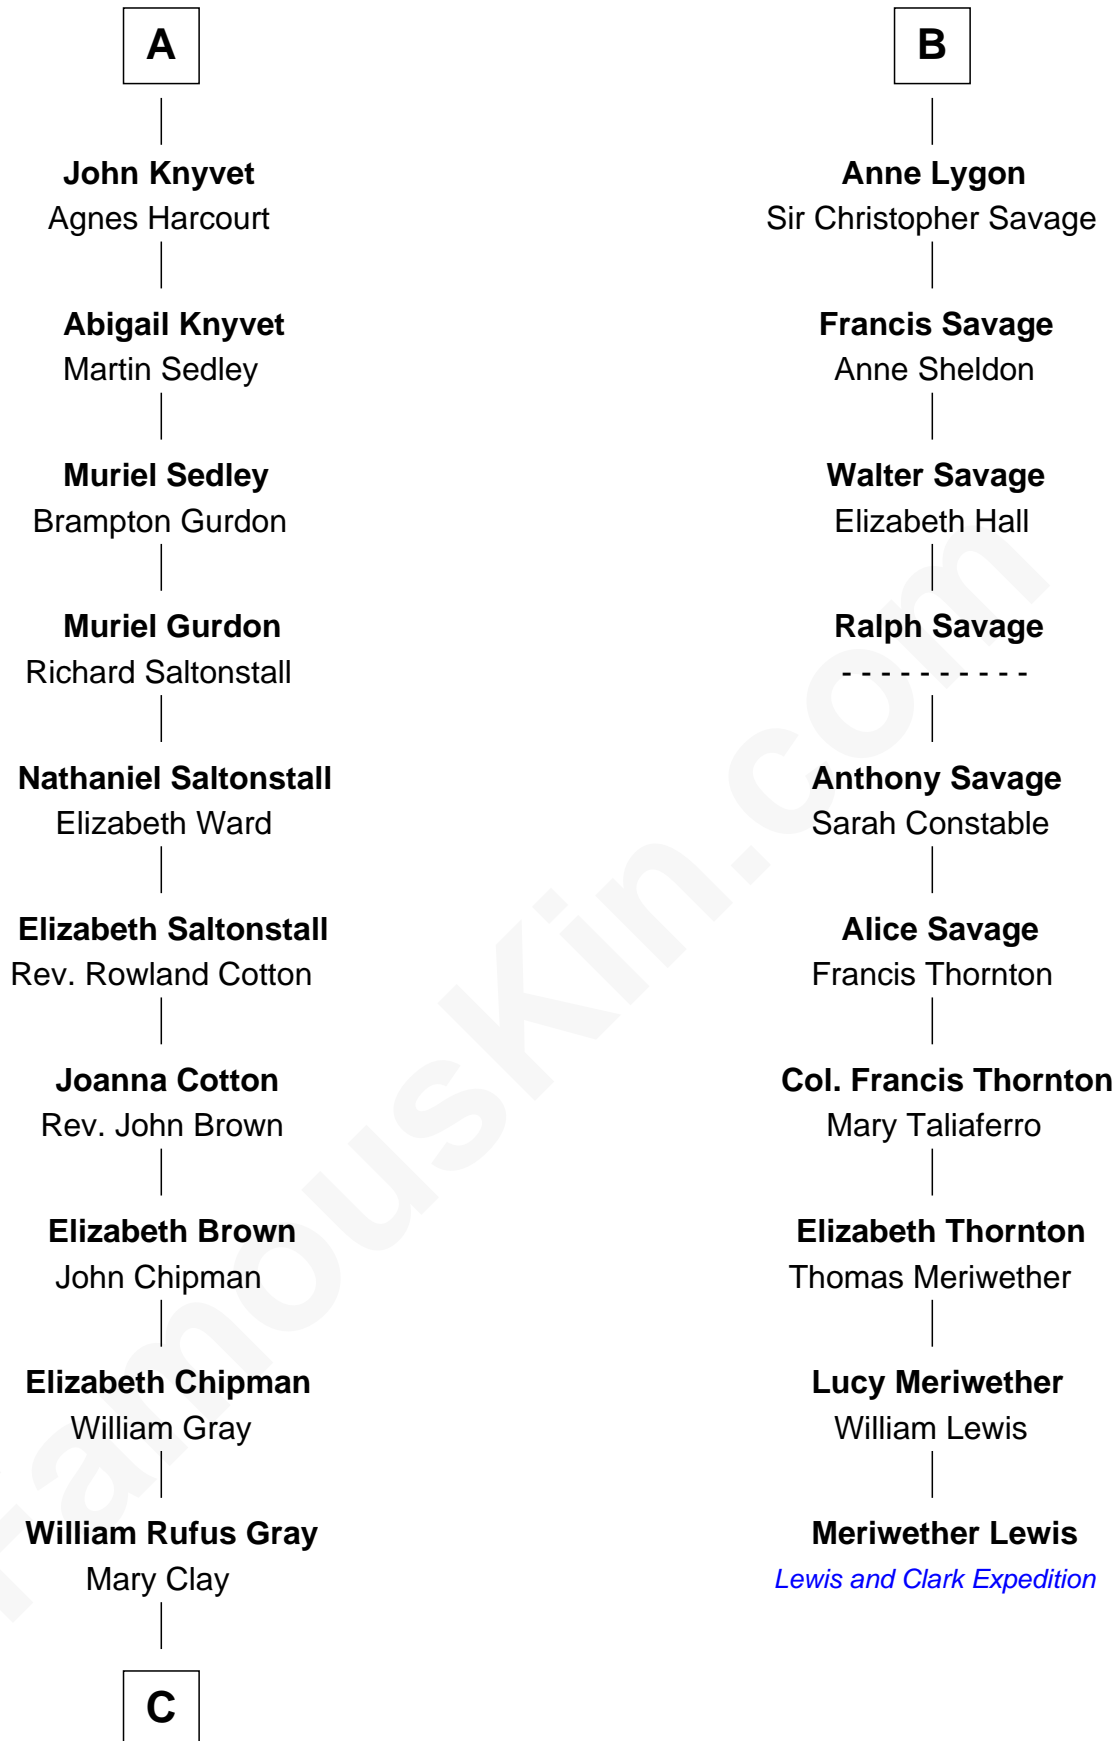 A
John Knyvet
Agnes Harcourt
Abigail Knyvet
Martin Sedley
Muriel Sedley
Brampton Gurdon
Muriel Gurdon
Richard Saltonstall
Nathaniel Saltonstall
Elizabeth Ward
Elizabeth Saltonstall
Rev. Rowland Cotton
Joanna Cotton
Rev. John Brown
Elizabeth Brown
John Chipman
Elizabeth Chipman
William Gray
William Rufus Gray
Mary Clay
C
B
Anne Lygon
Sir Christopher Savage
Francis Savage
Anne Sheldon
Walter Savage
Elizabeth Hall
Ralph Savage
- - - - - - - - - -
Anthony Savage
Sarah Constable
Alice Savage
Francis Thornton
Col. Francis Thornton
Mary Taliaferro
Elizabeth Thornton
Thomas Meriwether
Lucy Meriwether
William Lewis
Meriwether Lewis
Lewis and Clark Expedition
FamousKin.com